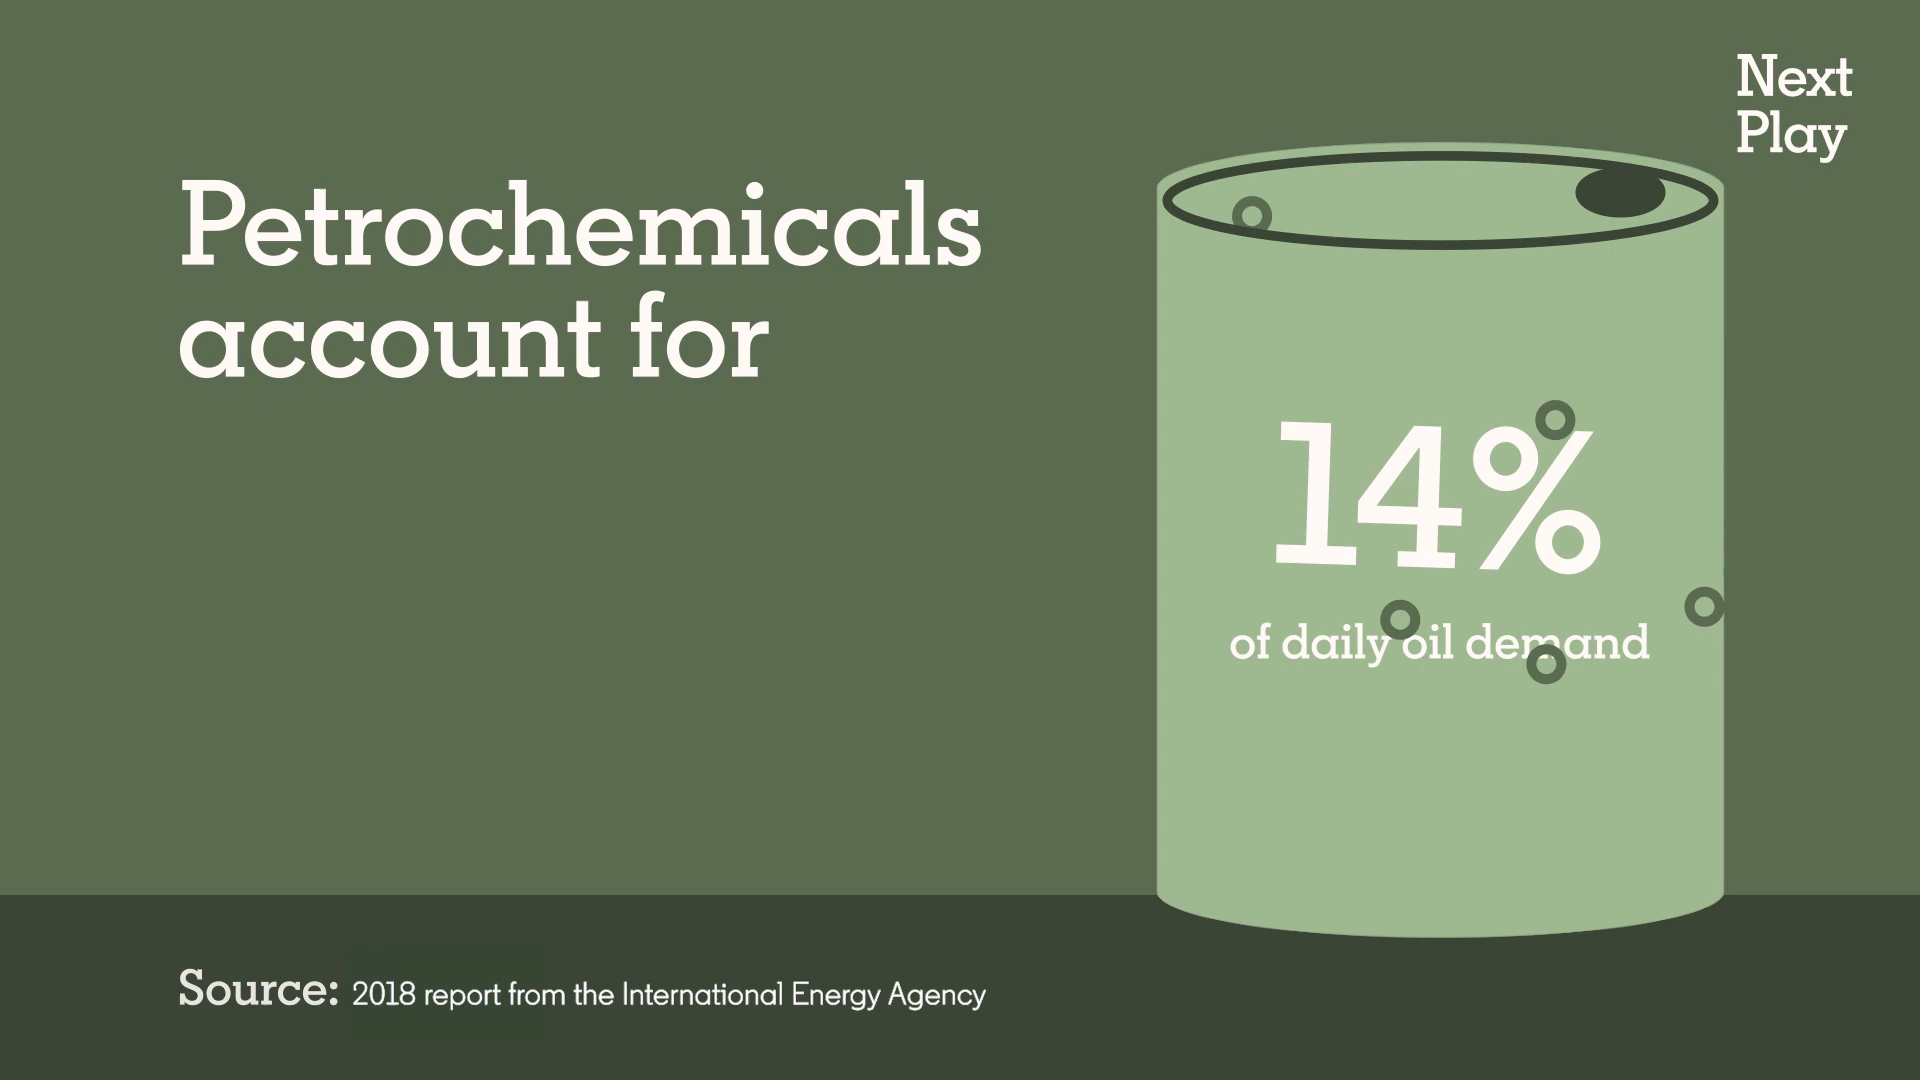 Next
Play
Petrochemicals
account for
14%
of daily oil demand
Source: 2018 report from the International Energy Agency